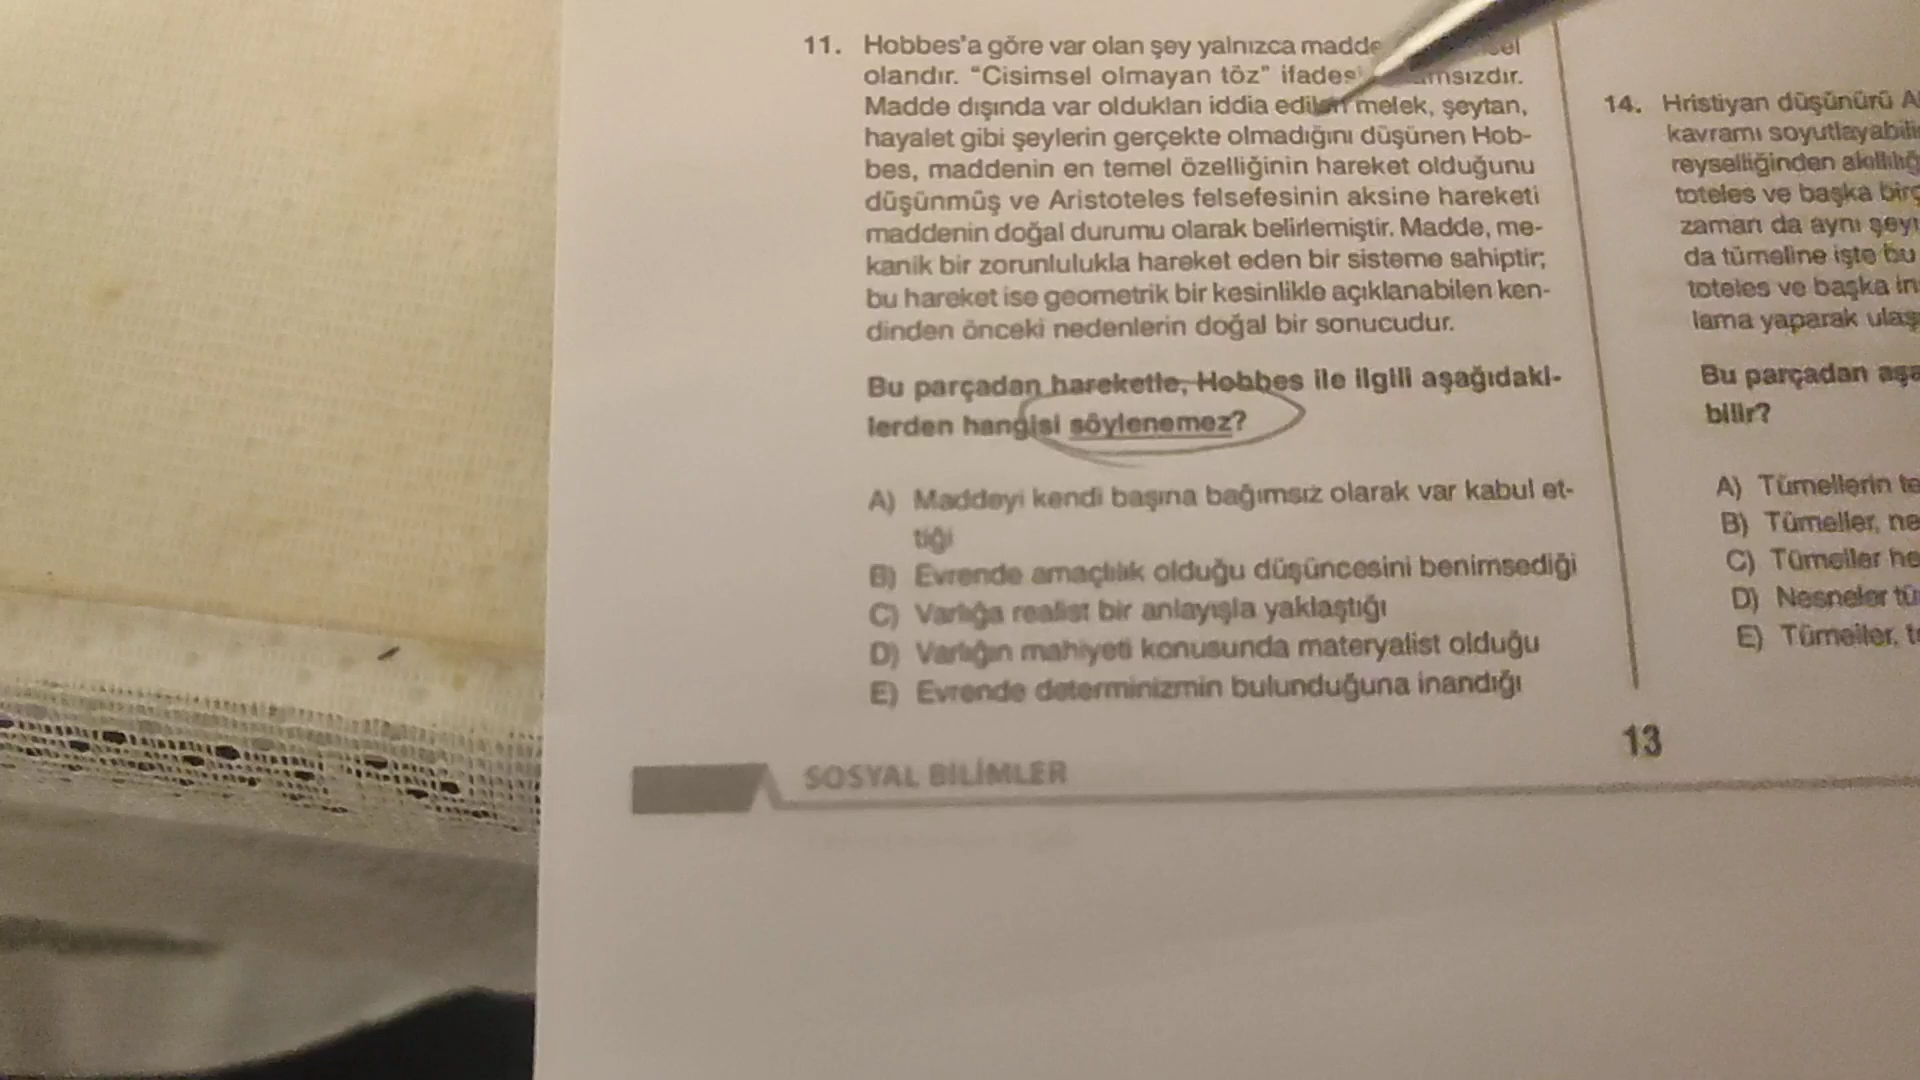 11. Hobbes'a göre var olan şey yalnızca madde
olandır. "Cisimsel olmayan töz" ifadesi
Madde dışında var oldukları iddia edilen melek, şeytan,
hayalet gibi şeylerin gerçekte olmadığını düşünen Hob-
bes, maddenin en temel özelliğinin hareket olduğunu
düşünmüş ve Aristoteles felsefesinin aksine hareketi
maddenin doğal durumu olarak belirlemiştir. Madde, me-
kanik bir zorunlulukla hareket eden bir sisteme sahiptir;
bu hareket ise geometrik bir kesinlikle açıklanabilen ken-
dinden önceki nedenlerin doğal bir sonucudur.
Bu parçadan harekette, Hobbes ile ilgili aşağıdaki-
lerden hangisi söylenemez?
A) Maddeyi kendi başına bağımsız olarak var kabul et-
tiği
B) Evrende amaçlılık olduğu düşüncesini benimsediği
C) Varlığa realist bir anlayışla yaklaştığı
D) Varlığın mahiyeti konusunda materyalist olduğu
E) Evrende determinizmin bulunduğuna inandığı
SOSYAL BİLİMLER
13
14. Hristiyan düşünürü
kavramı
reyselliğinden
toteles ve başka
zaman da aynı
da tümeline işte bu
toteles ve başka
lama yaparak
Bu parçadan
bilir?
A) Tümellerin
B) Tümeller,
C) Tümeller
D) Nesneler
E) Tümeller,